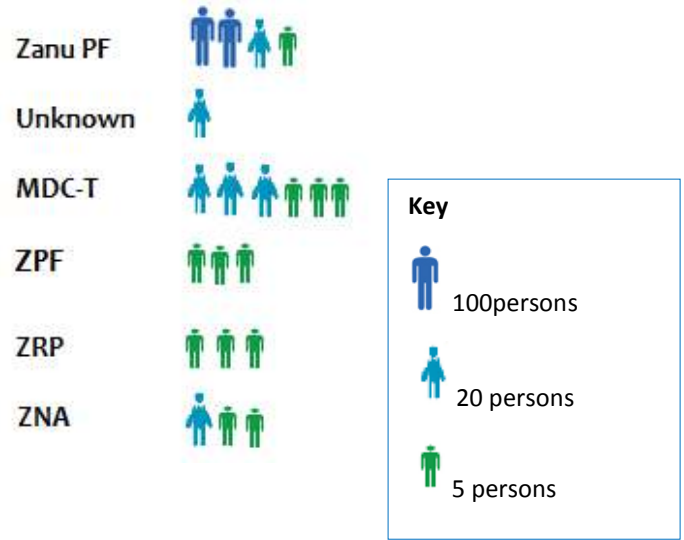 Zanu PF
Unknown
MDC-T
ZPF
ZRP
ZNA
Key
100persons
20 persons
5 persons